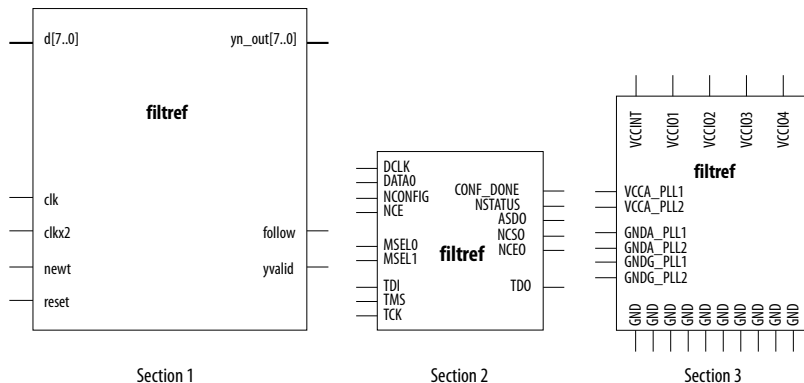 d[7..0] yn_out[7..0]
filtref
clk
clkx2 follow
newt yvalid
reset
Section 1
DCLK
DATA0
NCONFIG
NCE
CONF_DONE
NSTATUS
ASDO
NCSO
NCEO
MSEL0
MSEL1
filtref
TDI
TMS
TCK
TDO
Section 2
VCCINT VCCIO1 VCCIO2 VCCIO3 VCCIO4
filtref
VCCA_PLL1
VCCA_PLL2
GNDA_PLL1
GNDA_PLL2
GNDG_PLL1
GNDG_PLL2
GND GND GND GND GND GND GND GND GND GND
Section 3